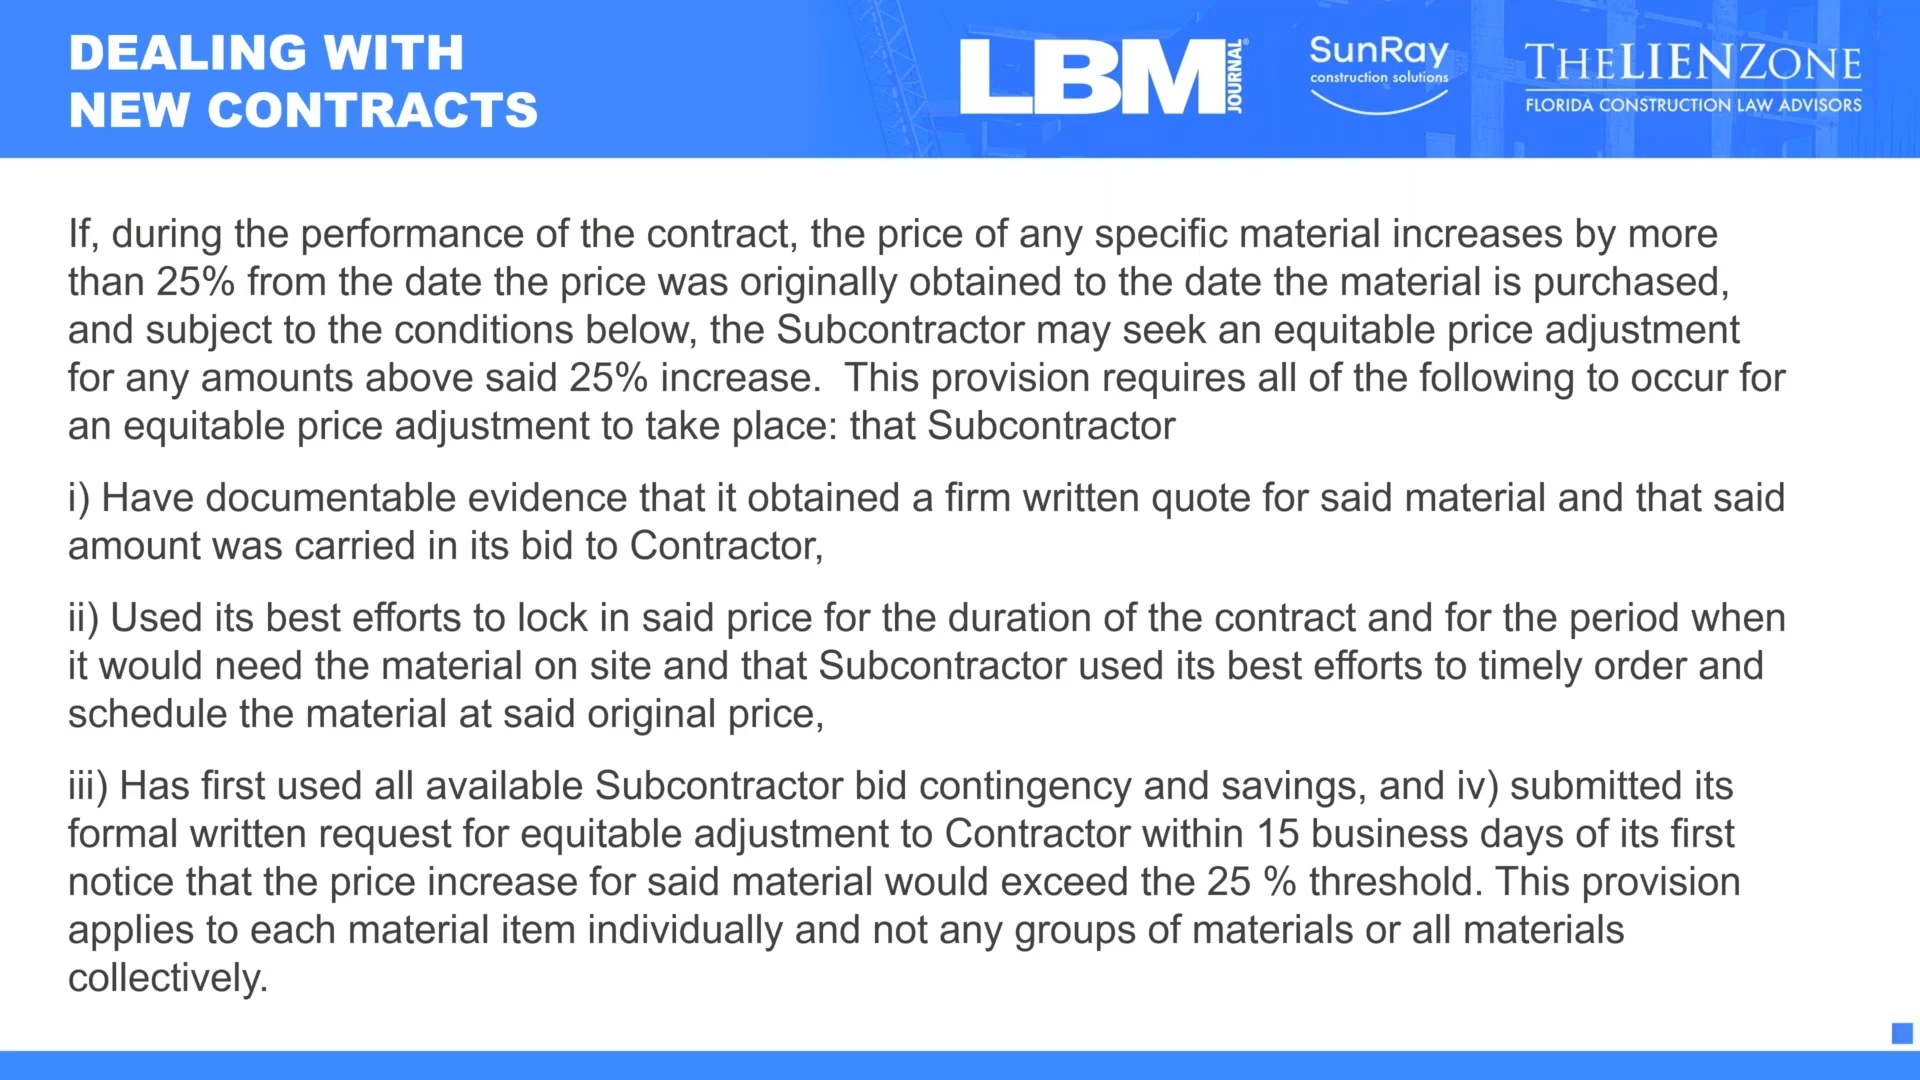 DEALING WITH
NEW CONTRACTS
LBM JOURNAL®
SunRay
construction solutions
THELIENZONE
FLORIDA CONSTRUCTION LAW ADVISORS
If, during the performance of the contract, the price of any specific material increases by more
than 25% from the date the price was originally obtained to the date the material is purchased,
and subject to the conditions below, the Subcontractor may seek an equitable price adjustment
for any amounts above said 25% increase.  This provision requires all of the following to occur for
an equitable price adjustment to take place: that Subcontractor
i) Have documentable evidence that it obtained a firm written quote for said material and that said
amount was carried in its bid to Contractor,
ii) Used its best efforts to lock in said price for the duration of the contract and for the period when
it would need the material on site and that Subcontractor used its best efforts to timely order and
schedule the material at said original price,
iii) Has first used all available Subcontractor bid contingency and savings, and iv) submitted its
formal written request for equitable adjustment to Contractor within 15 business days of its first
notice that the price increase for said material would exceed the 25 % threshold. This provision
applies to each material item individually and not any groups of materials or all materials
collectively.